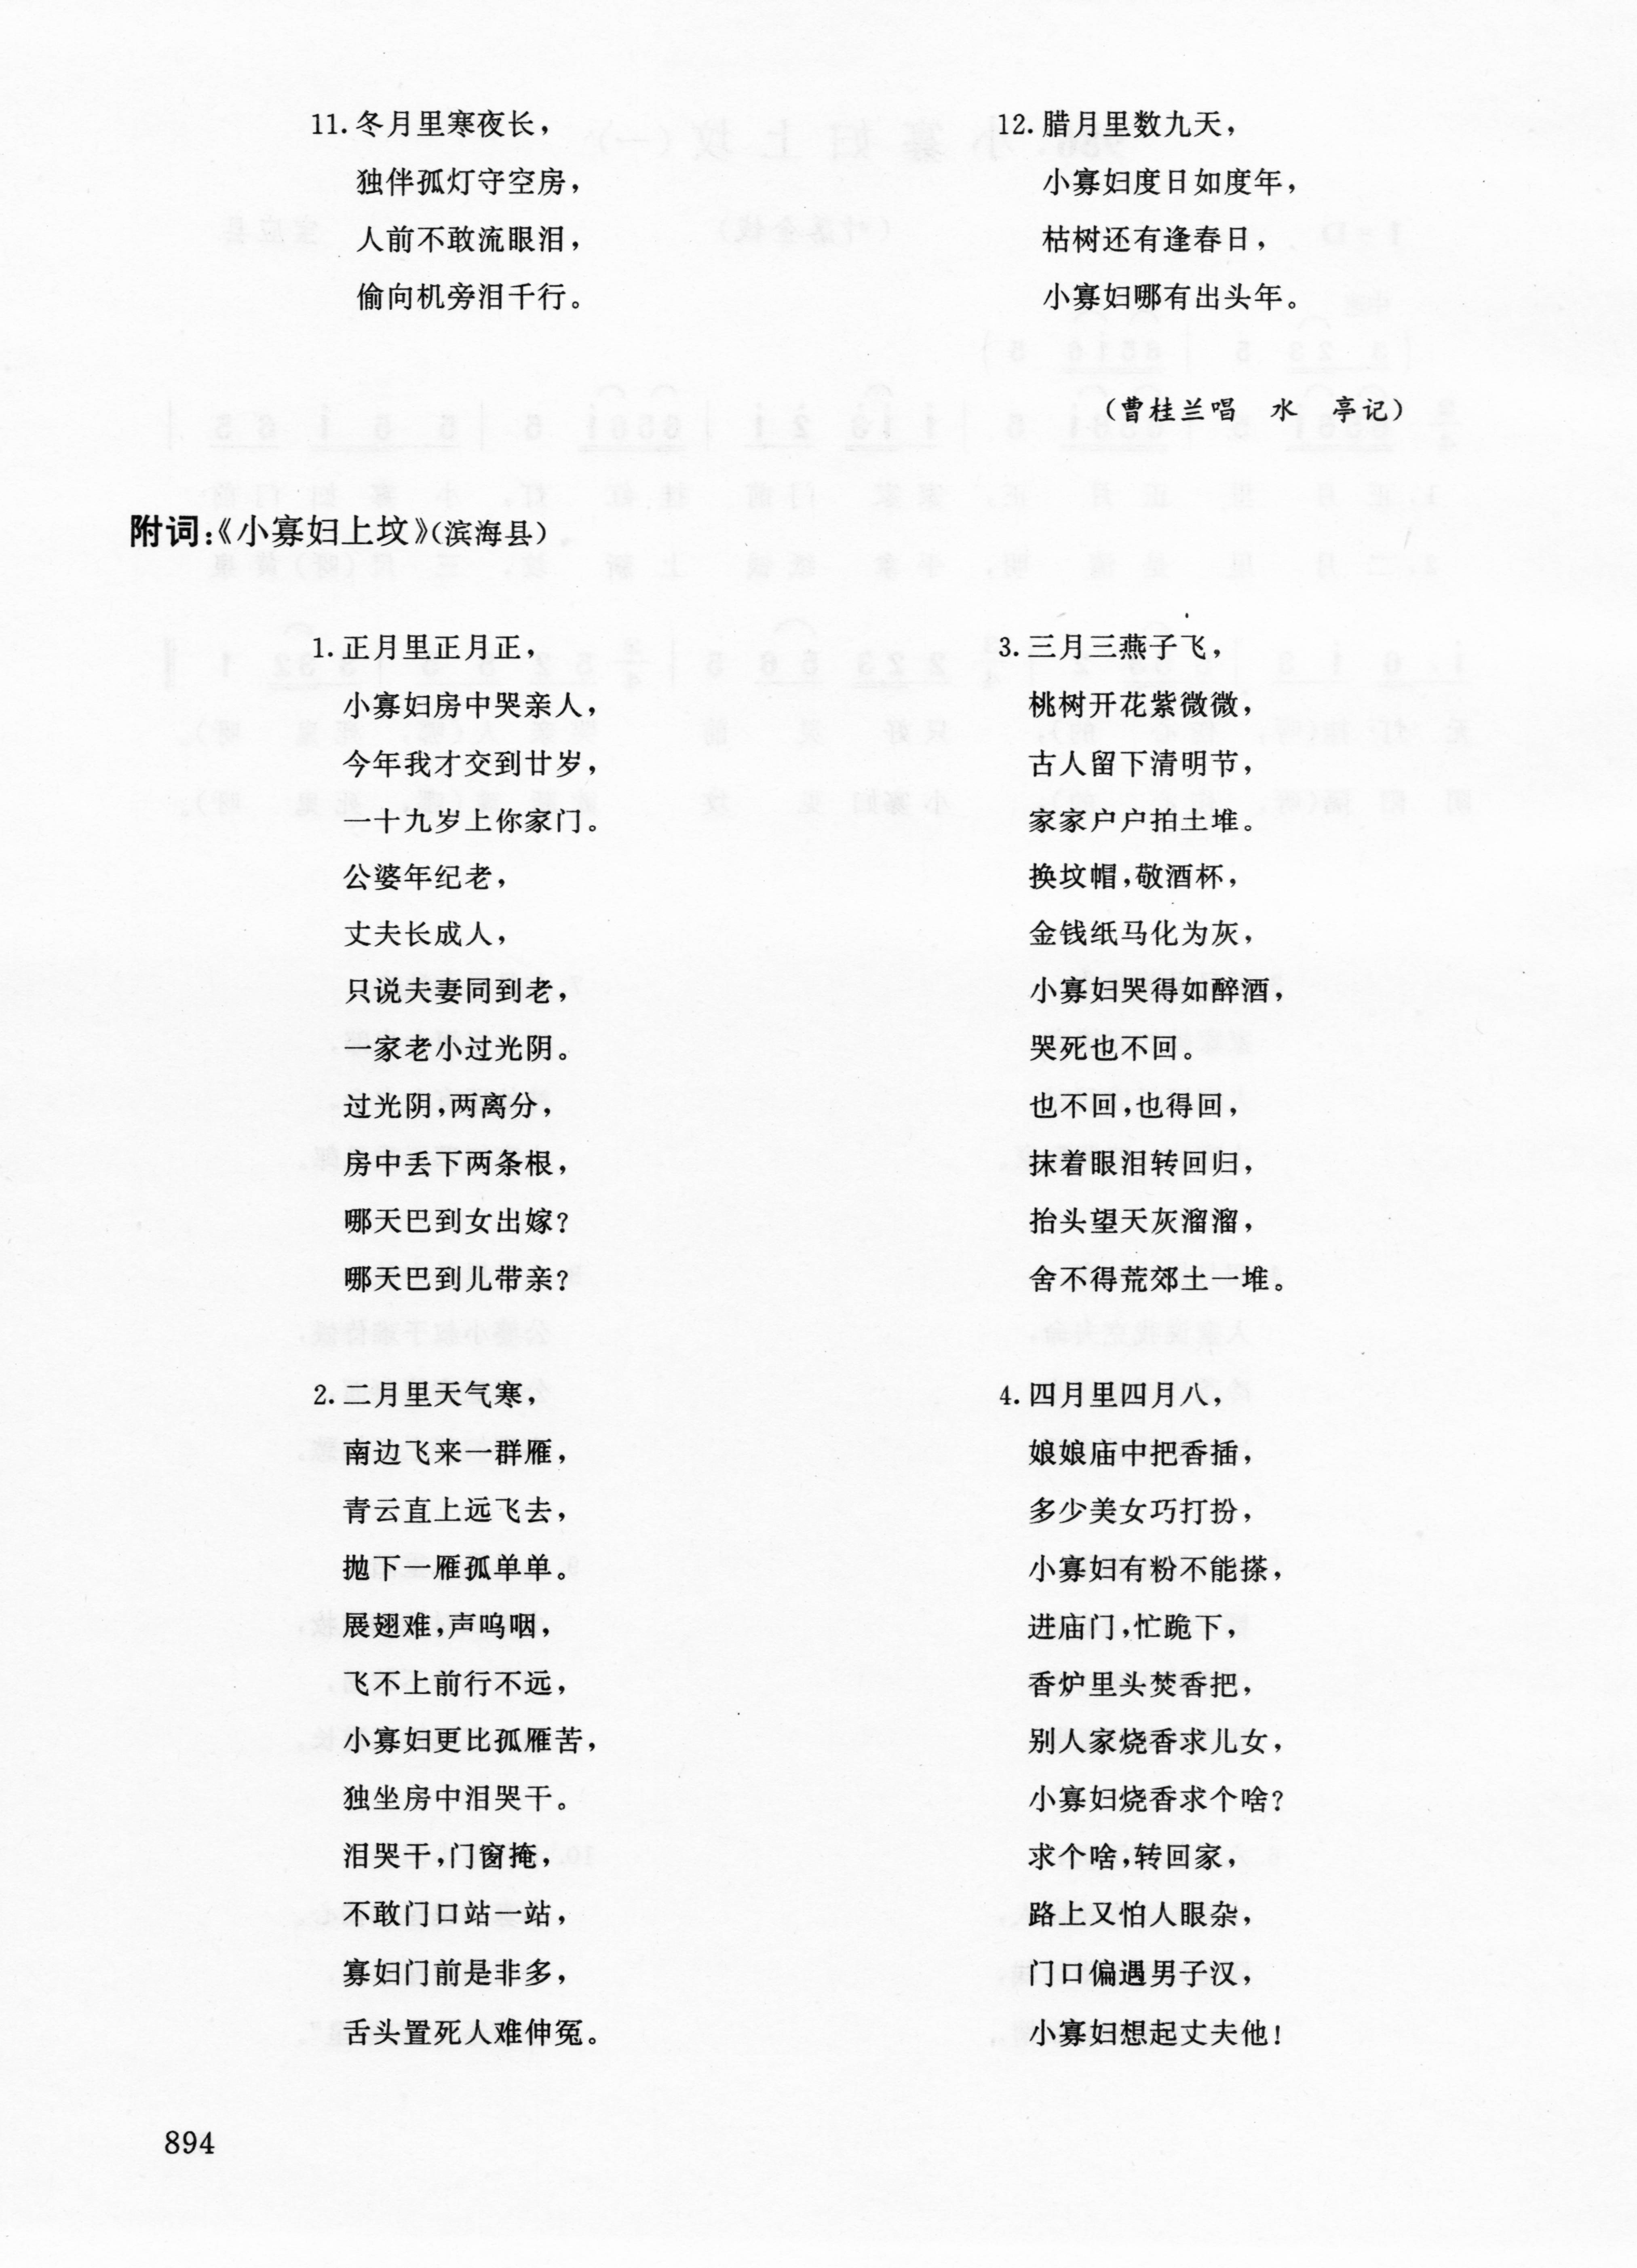 11. 冬月里寒夜长，
独伴孤灯守空房，
人前不敢流眼泪，
偷向机旁泪千行。
12. 腊月里数九天，
小寡妇度日如度年，
枯树还有逢春日，
小寡妇哪有出头年。
（曹桂兰唱　水　亭记）
附词：《小寡妇上坟》（滨海县）
1. 正月里正月正，
小寡妇房中哭亲人，
今年我才交到廿岁，
一十九岁上你家门。
公婆年纪老，
丈夫长成人，
只说夫妻同到老，
一家老小过光阴。
过光阴，两离分，
房中丢下两条根，
哪天巴到女出嫁？
哪天巴到儿带亲？
2. 二月里天气寒，
南边飞来一群雁，
青云直上远飞去，
抛下一雁孤单单。
展翅难，声呜咽，
飞不上前行不远，
小寡妇更比孤雁苦，
独坐房中泪哭干。
泪哭干，门窗掩，
不敢门口站一站，
寡妇门前是非多，
舌头置死人难伸冤。
3. 三月三燕子飞，
桃树开花紫微微，
古人留下清明节，
家家户户拍土堆。
换坟帽，敬酒杯，
金钱纸马化为灰，
小寡妇哭得如醉酒，
哭死也不回。
也不回，也得回，
抹着眼泪转回归，
抬头望天灰溜溜，
舍不得荒郊土一堆。
4. 四月里四月八，
娘娘庙中把香插，
多少美女巧打扮，
小寡妇有粉不能搽，
进庙门，忙跪下，
香炉里头焚香把，
别人家烧香求儿女，
小寡妇烧香求个啥？
求个啥，转回家，
路上又怕人眼杂，
门口偏遇男子汉，
小寡妇想起丈夫他！
894